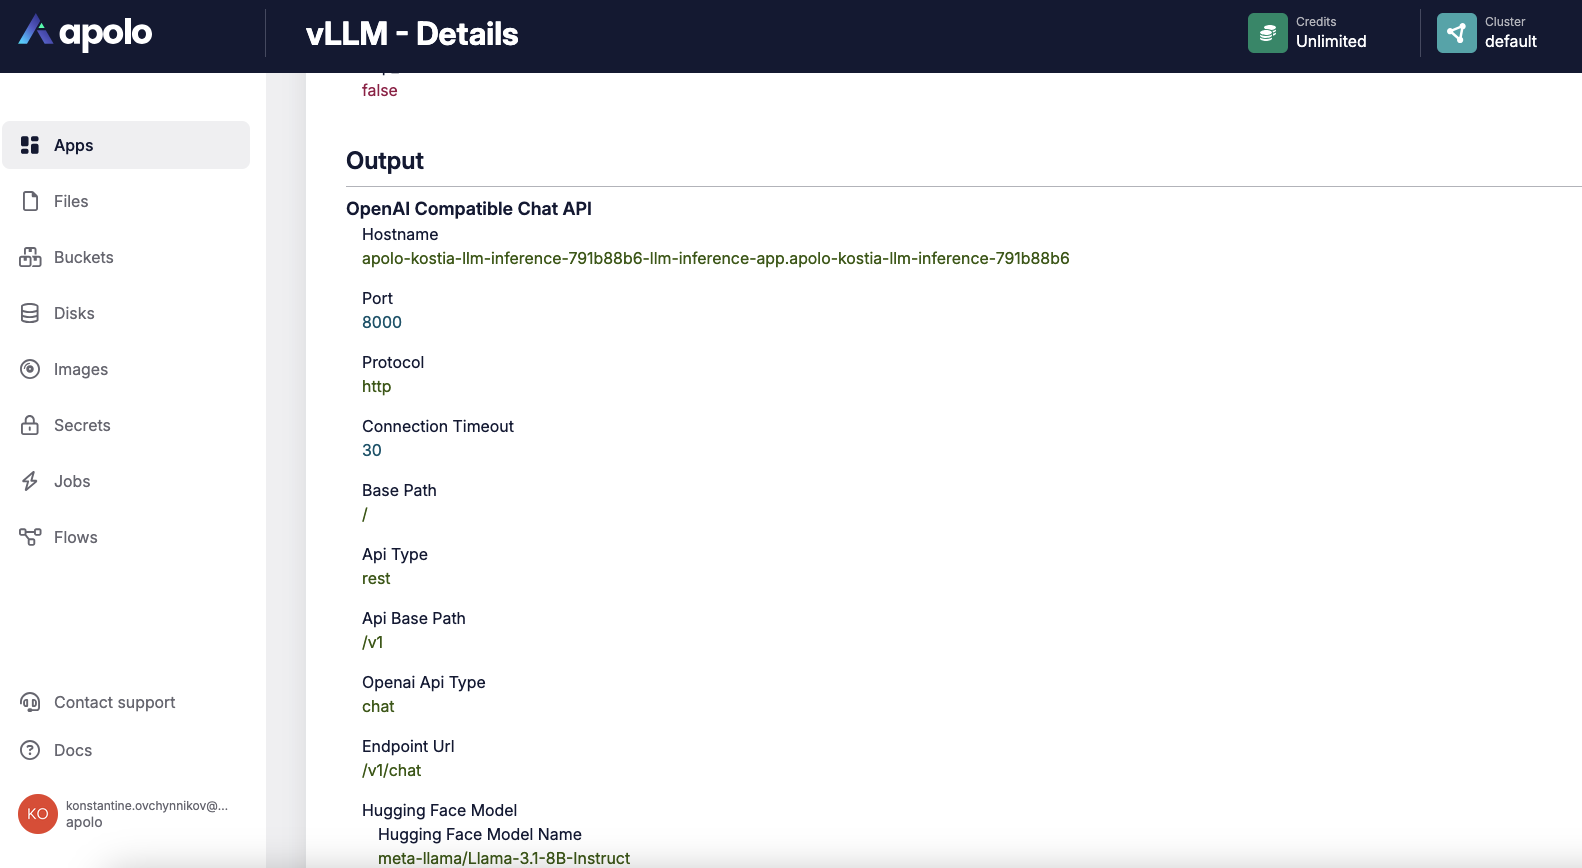 apolo
vLLM - Details
Credits
Unlimited
Cluster
default
Apps
Files
Buckets
Disks
Images
Secrets
Jobs
Flows
Contact support
Docs
KO
konstantine.ovchynnikov@...
apolo
false
Output
OpenAI Compatible Chat API
Hostname
apolo-kostia-llm-inference-791b88b6-llm-inference-app.apolo-kostia-llm-inference-791b88b6
Port
8000
Protocol
http
Connection Timeout
30
Base Path
/
Api Type
rest
Api Base Path
/v1
Openai Api Type
chat
Endpoint Url
/v1/chat
Hugging Face Model
Hugging Face Model Name
meta-llama/Llama-3.1-8B-Instruct